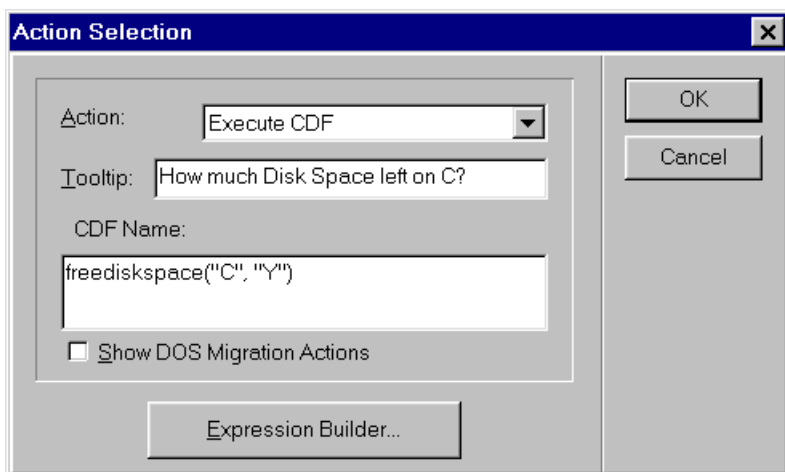 Action Selection
Action:
Execute CDF
OK
Tooltip:
How much Disk Space left on C?
Cancel
CDF Name:
freediskspace("C", "Y")
Show DOS Migration Actions
Expression Builder...